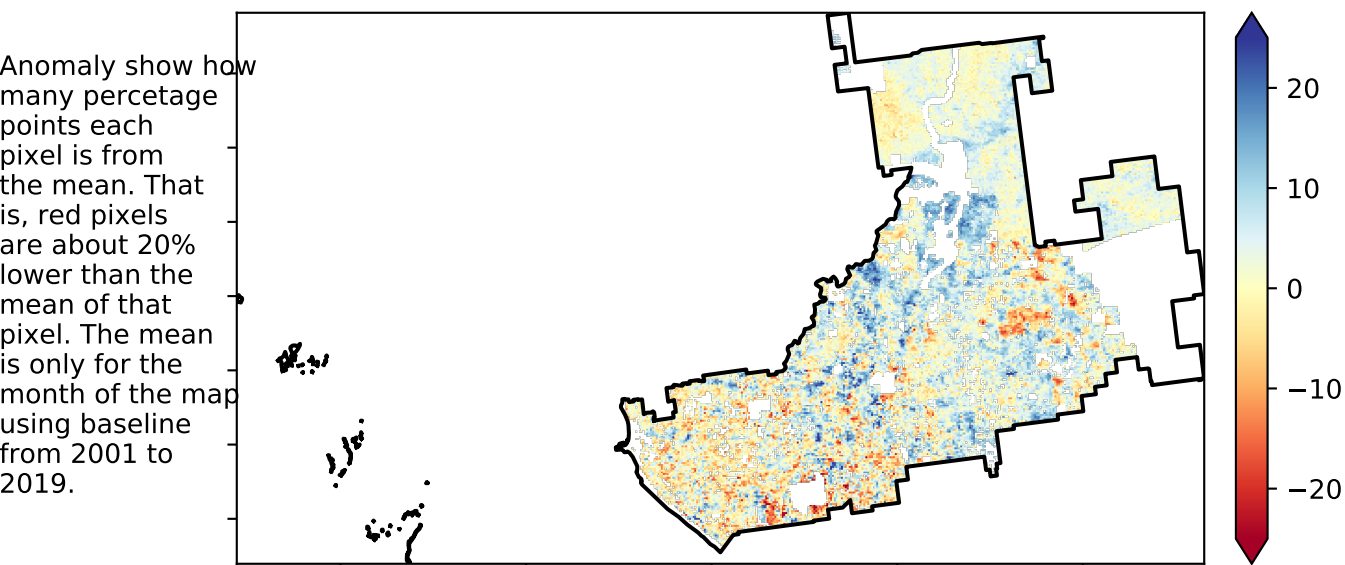 Anomaly show how
many percetage
points each
pixel is from
the mean. That
is, red pixels
are about 20%
lower than the
mean of that
pixel. The mean
is only for the
month of the map
using baseline
from 2001 to
2019.
20
10
0
−10
−20